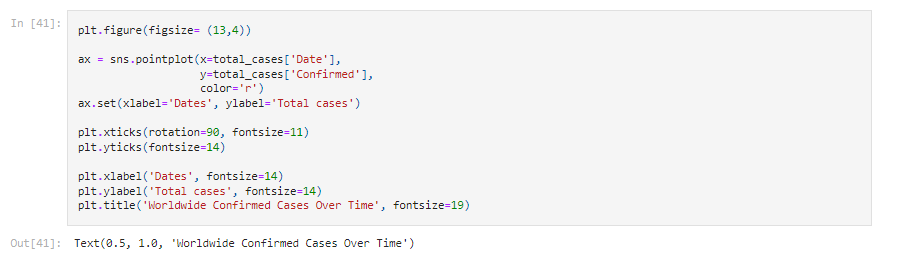 In [41]:
plt.figure(figsize= (13,4))
ax = sns.pointplot(x=total_cases['Date'],
y=total_cases['Confirmed'],
color='r')
ax.set(xlabel='Dates', ylabel='Total cases')
plt.xticks(rotation=90, fontsize=11)
plt.yticks(fontsize=14)
plt.xlabel('Dates', fontsize=14)
plt.ylabel('Total cases', fontsize=14)
plt.title('Worldwide Confirmed Cases Over Time', fontsize=19)
Out[41]: Text(0.5, 1.0, 'Worldwide Confirmed Cases Over Time')